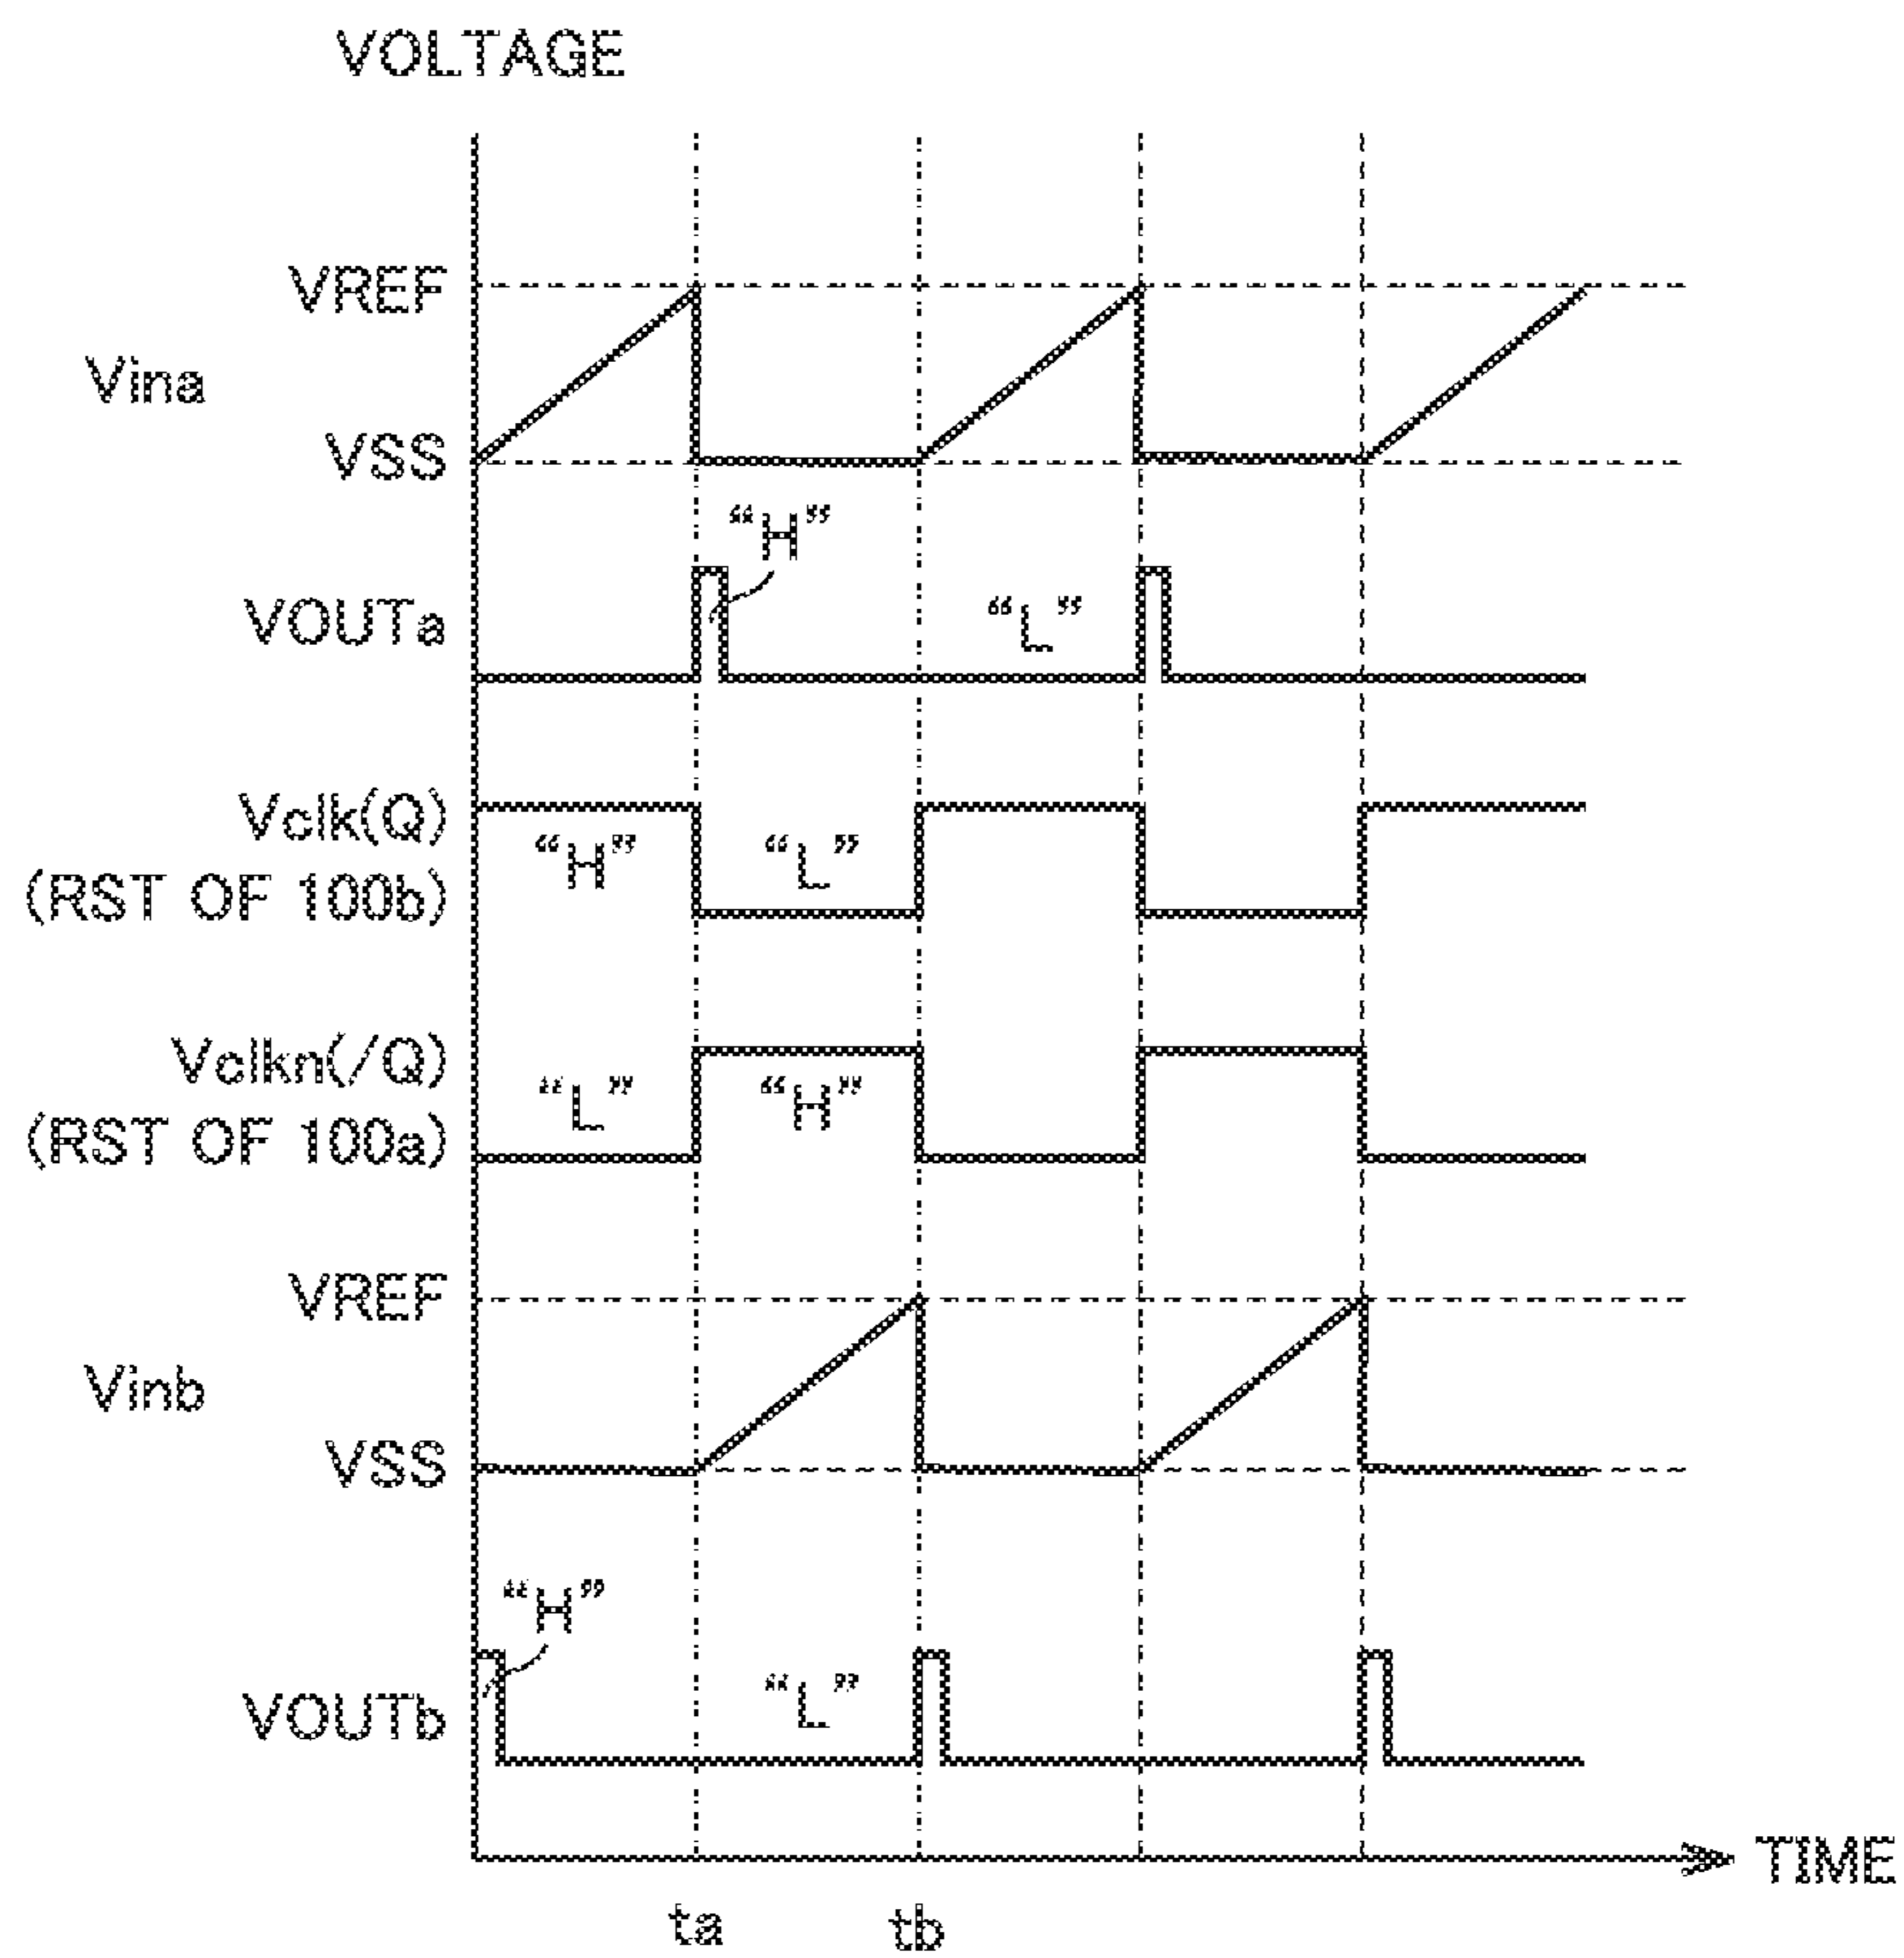 VOLTAGE
VREF
Vina
VSS
“H”
VOUTa
“L”
Vclk(Q)
(RST OF 100b)
“H”
“L”
Vclkn(/Q)
(RST OF 100a)
“L”
“H”
VREF
Vinb
VSS
“H”
VOUTb
“L”
TIME
ta
tb